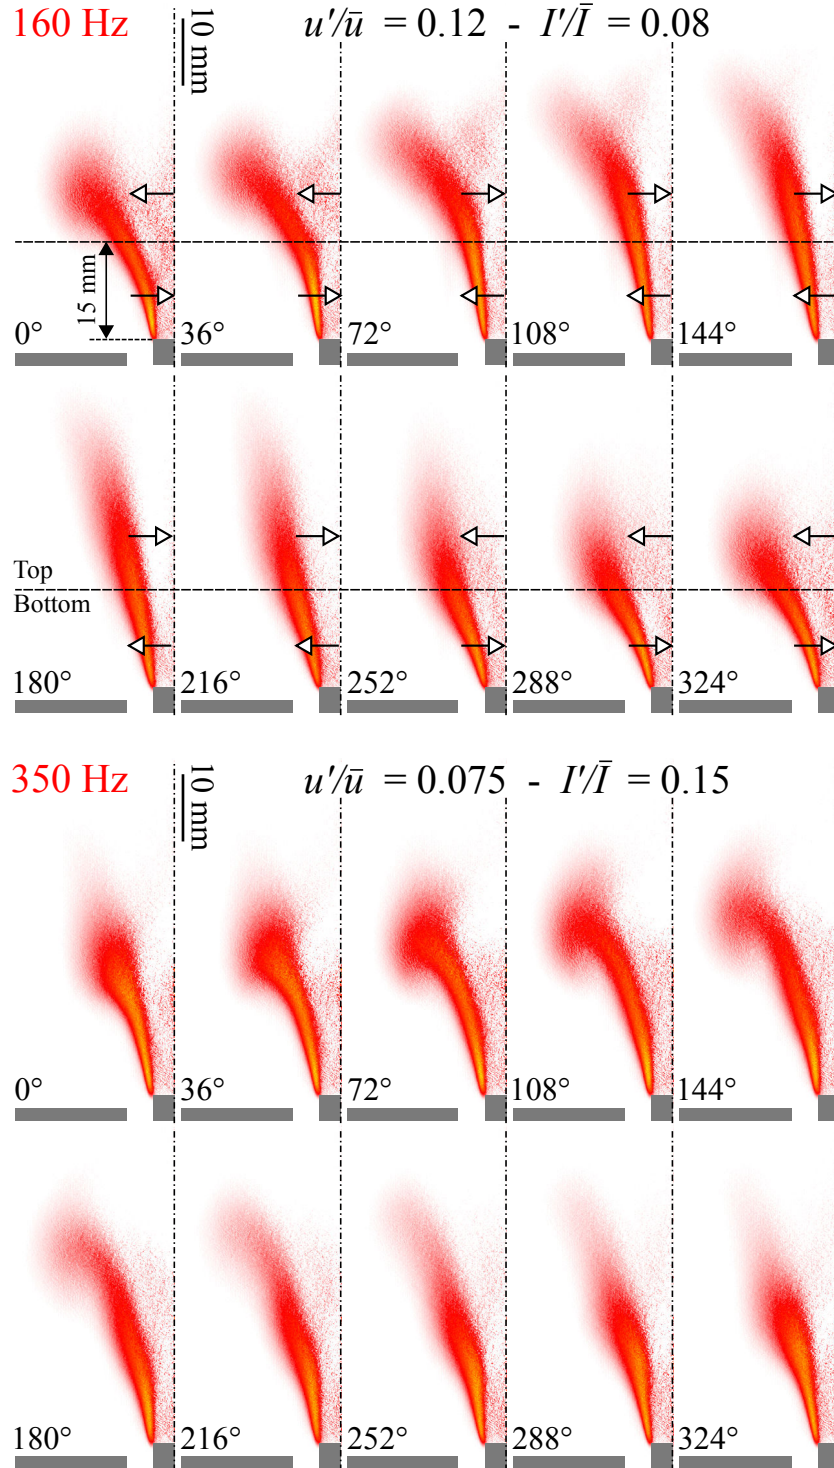 160 Hz
10 mm
u'/ū = 0.12 - I'/Ī = 0.08
15 mm
0° 36° 72° 108° 144°
Top
Bottom
180° 216° 252° 288° 324°
350 Hz
10 mm
u'/ū = 0.075 - I'/Ī = 0.15
0° 36° 72° 108° 144°
180° 216° 252° 288° 324°